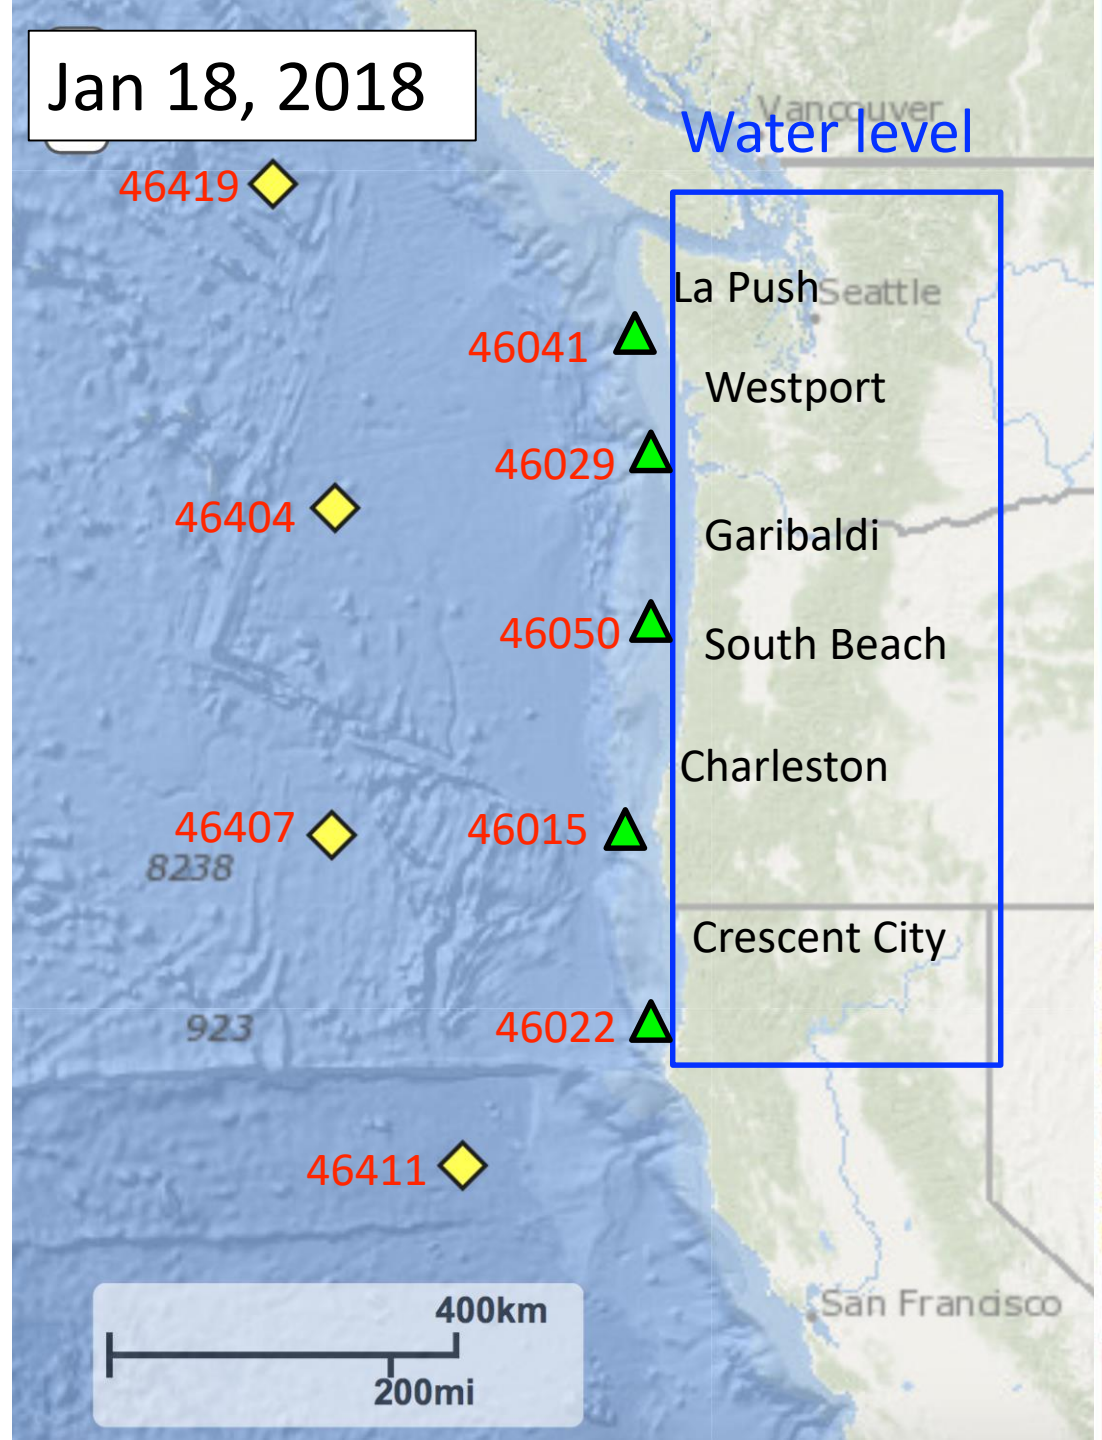 Jan 18, 2018
Vancouver
Water level
46419
La Push
Seattle
46041
Westport
46029
46404
Garibaldi
46050
South Beach
Charleston
46407
46015
8238
Crescent City
46022
923
46411
400km
San Francisco
200mi